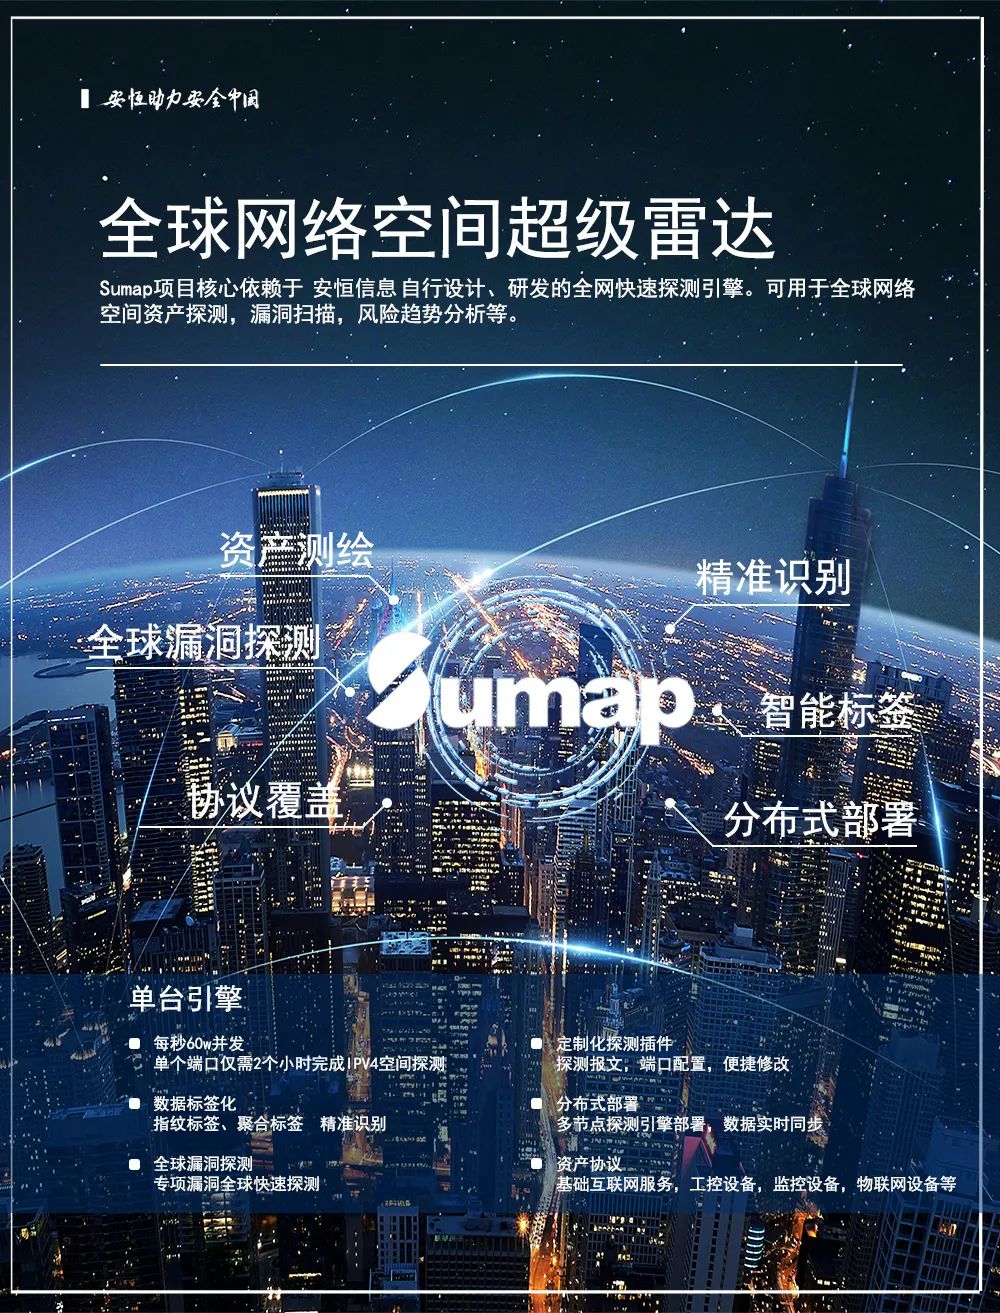 安恒助力安全中国
全球网络空间超级雷达
Sumap项目核心依赖于 安恒信息自行设计、研发的全网快速探测引擎。可用于全球网络
空间资产探测，漏洞扫描，风险趋势分析等。
资产测绘
精准识别
全球漏洞探测
Sumap
智能标签
协议覆盖
分布式部署
单台引擎
每秒60w并发
单个端口仅需2个小时完成IPV4空间探测
数据标签化
指纹标签、聚合标签 精准识别
全球漏洞探测
专项漏洞全球快速探测
定制化探测插件
探测报文，端口配置，便捷修改
分布式部署
多节点探测引擎部署，数据实时同步
资产协议
基础互联网服务，工控设备，监控设备，物联网设备等